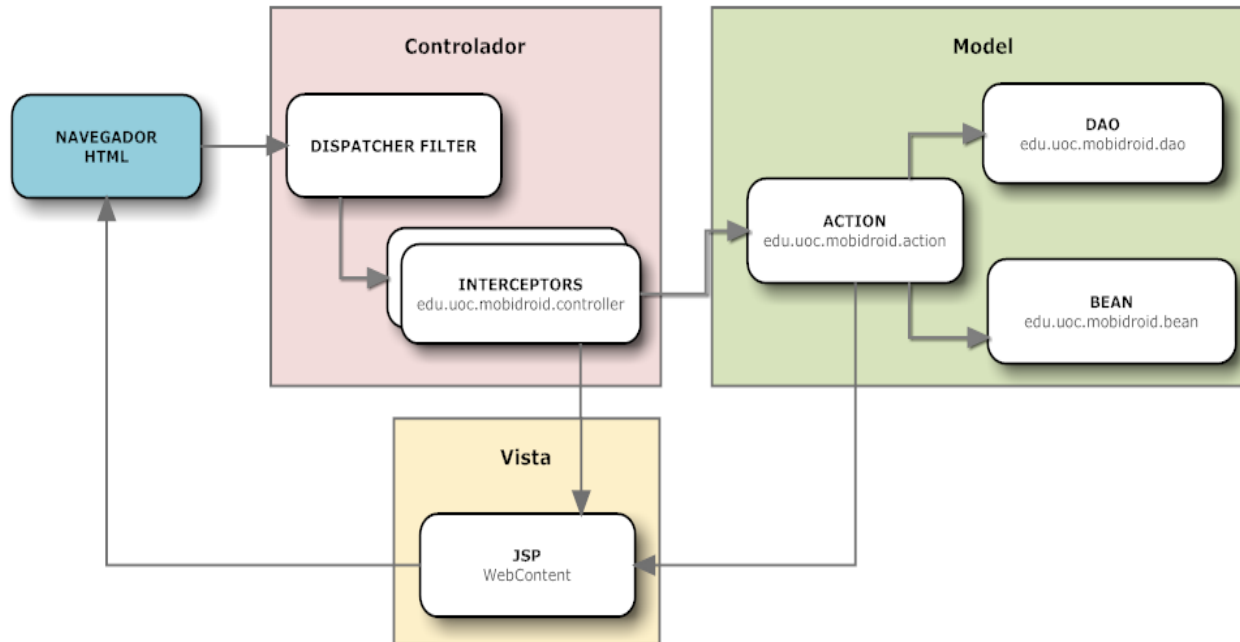 Controlador
Model
NAVEGADOR
HTML
DISPATCHER FILTER
INTERCEPTORS
edu.uoc.mobidroid.controller
ACTION
edu.uoc.mobidroid.action
DAO
edu.uoc.mobidroid.dao
BEAN
edu.uoc.mobidroid.bean
Vista
JSP
WebContent